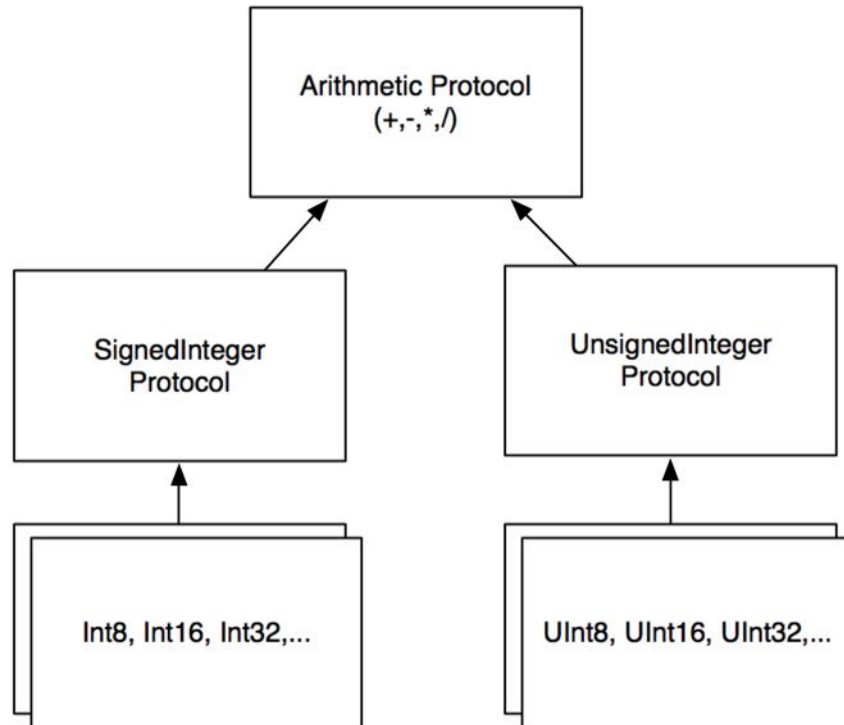 Arithmetic Protocol
(+,-,*,/)
SignedInteger
Protocol
UnsignedInteger
Protocol
Int8, Int16, Int32,...
UInt8, UInt16, UInt32,...